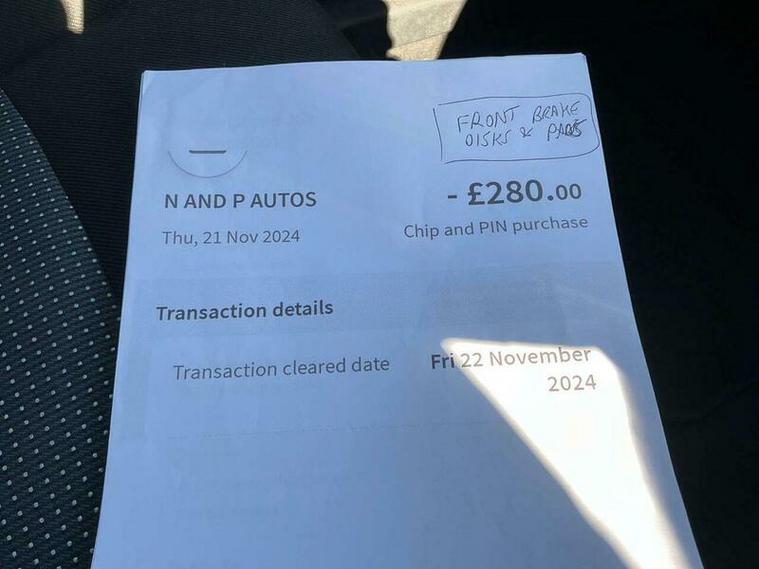 FRONT BRAKE
DISKS & PADS
N AND P AUTOS
- £280.00
Thu, 21 Nov 2024
Chip and PIN purchase
Transaction details
Transaction cleared date
Fri 22 November
2024